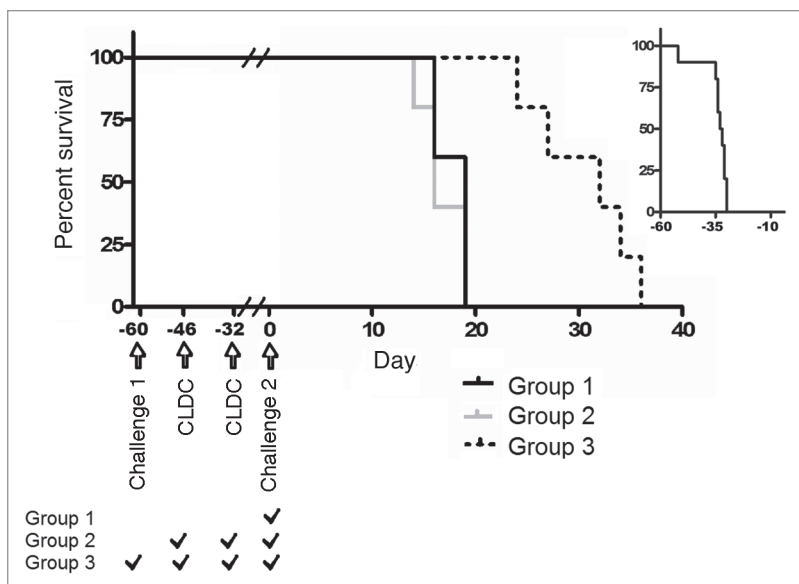 Percent survival
100
75
50
25
0
-60 -46 -32 0 10 20 30 40
Day
Challenge 1
CLDC
CLDC
Challenge 2
Group 1
Group 2
Group 3
100
75
50
25
0
-60 -35 -10
Group 1
Group 2
Group 3